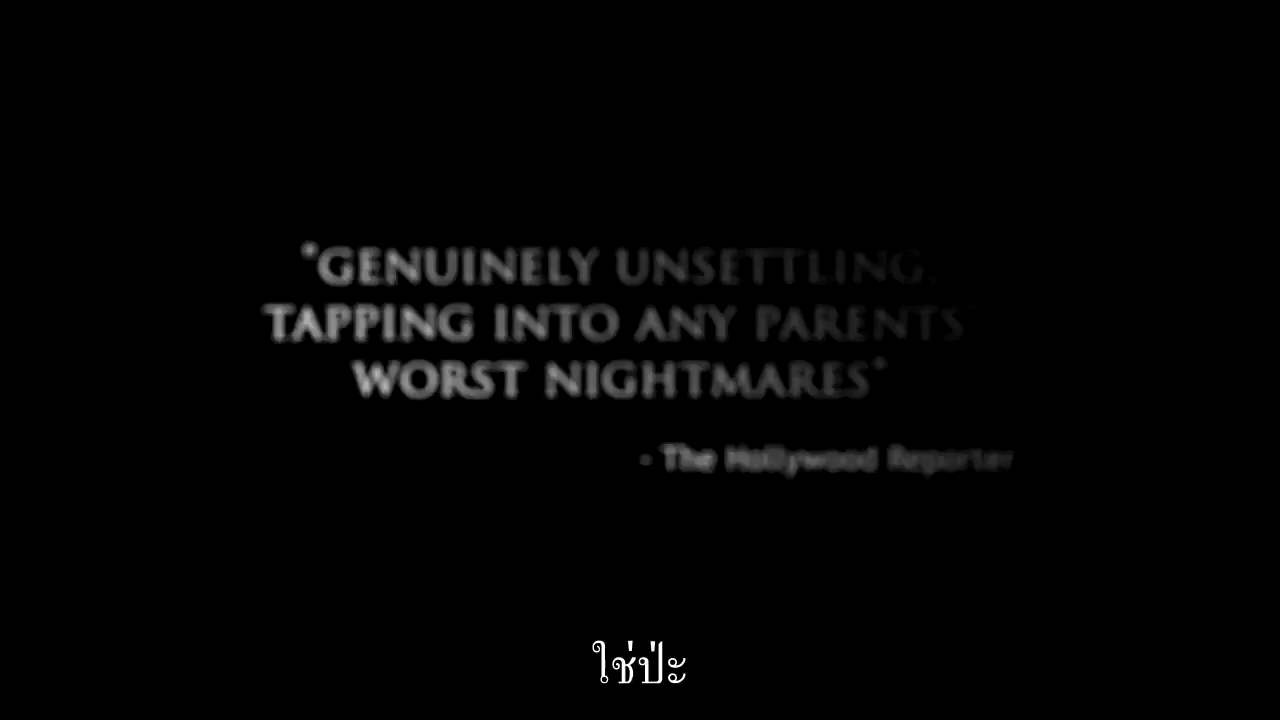 "GENUINELY UNSETTLING,
TAPPING INTO ANY PARENTS'
WORST NIGHTMARES"
- The Hollywood Reporter
ใช่ป่ะ